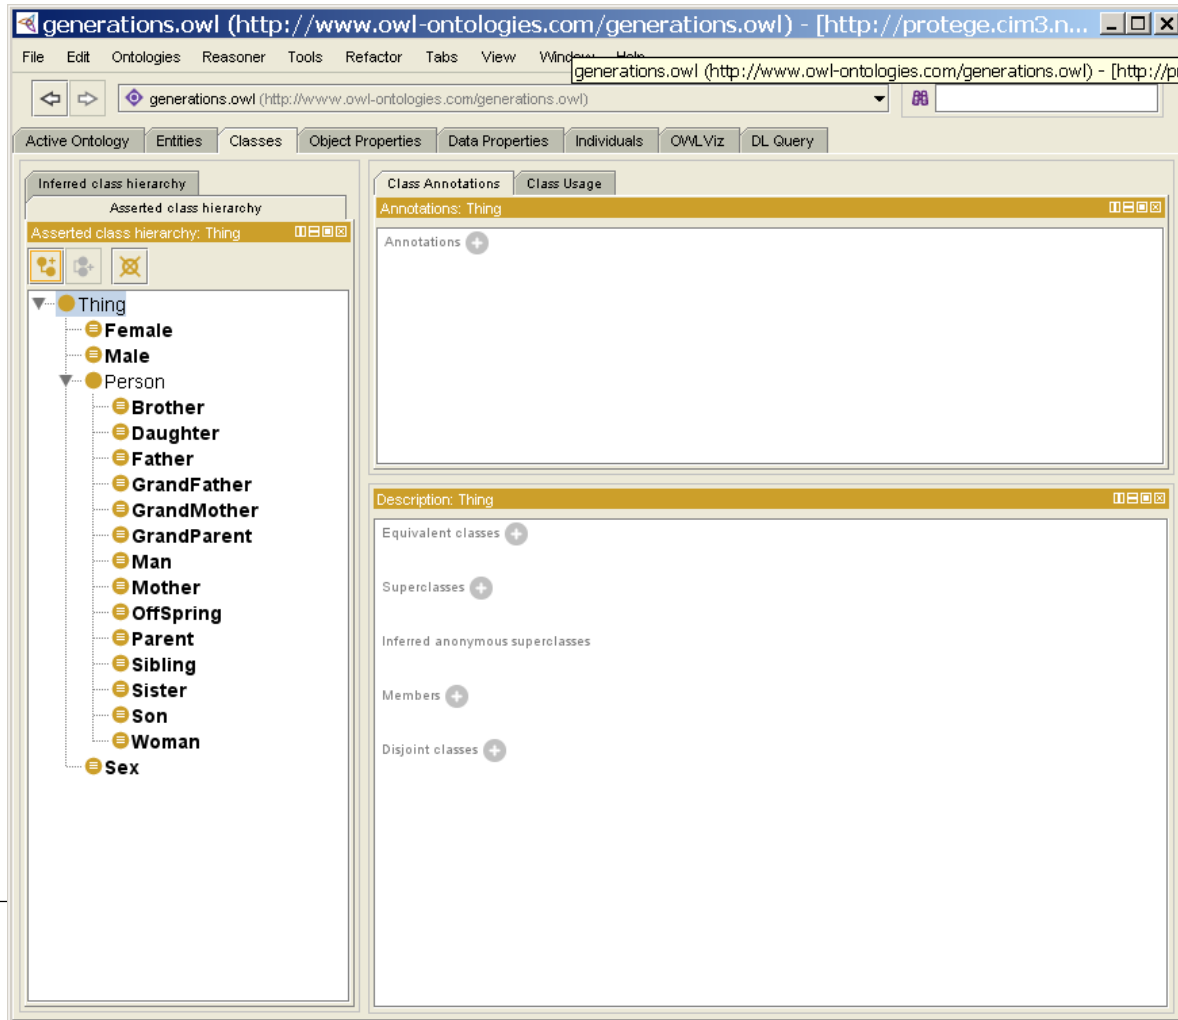 generations.owl (http://www.owl-ontologies.com/generations.owl) - [http://protege.cim3.n...
File Edit Ontologies Reasoner Tools Refactor Tabs View Window Help
generations.owl (http://www.owl-ontologies.com/generations.owl) - [http://p
generations.owl (http://www.owl-ontologies.com/generations.owl)
Active Ontology Entities Classes Object Properties Data Properties Individuals OWLViz DL Query
Inferred class hierarchy
Asserted class hierarchy
Asserted class hierarchy: Thing
Thing
Female
Male
Person
Brother
Daughter
Father
GrandFather
GrandMother
GrandParent
Man
Mother
OffSpring
Parent
Sibling
Sister
Son
Woman
Sex
Class Annotations Class Usage
Annotations: Thing
Annotations
Description: Thing
Equivalent classes
Superclasses
Inferred anonymous superclasses
Members
Disjoint classes